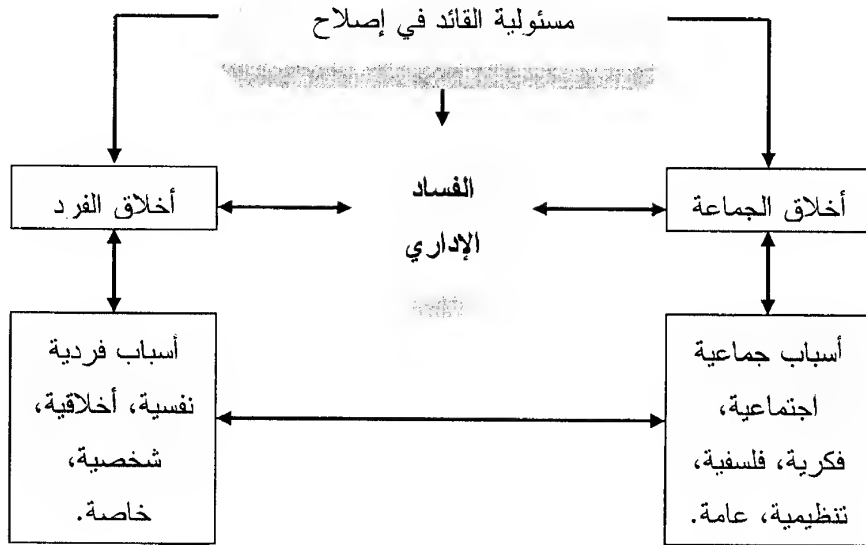 مسئولية القائد في إصلاح
الفساد
الإداري
أخلاق الجماعة
أخلاق الفرد
أسباب جماعية
اجتماعية،
فكرية، فلسفية،
تنظيمية، عامة.
أسباب فردية
نفسية، أخلاقية،
شخصية،
خاصة.